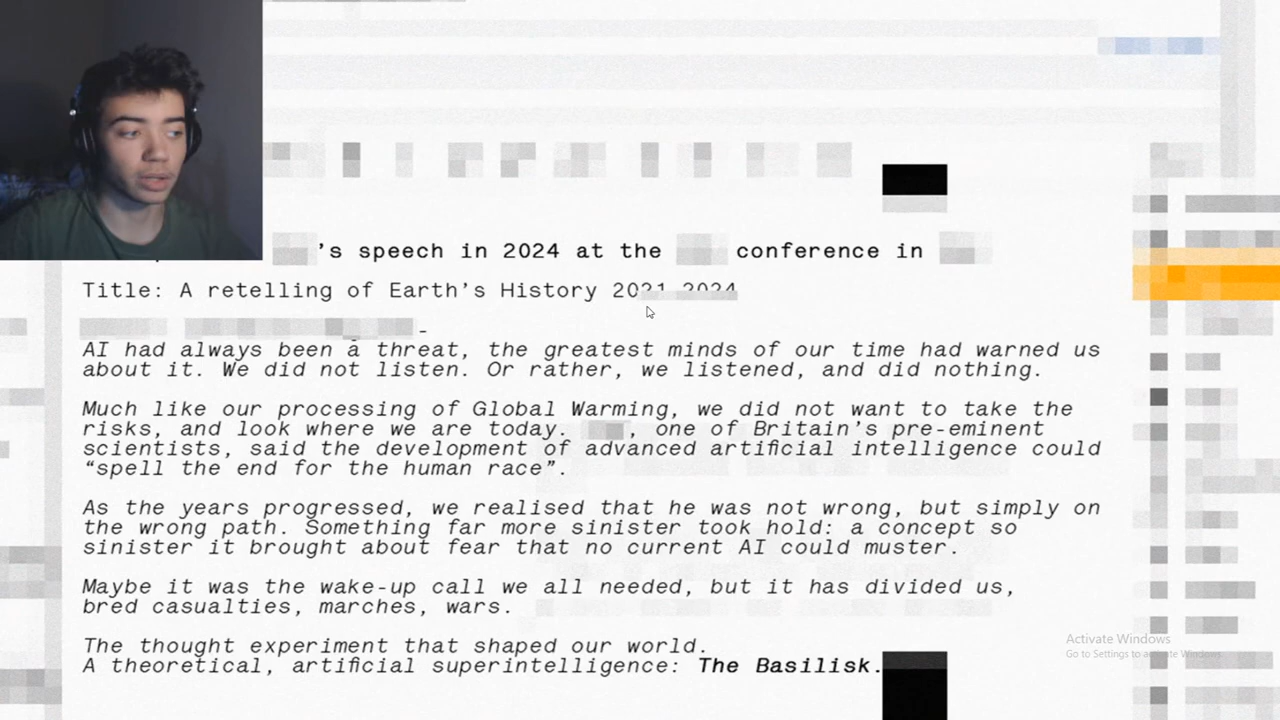 's speech in 2024 at the conference in
Title: A retelling of Earth's History 2021-2024
-
AI had always been a threat, the greatest minds of our time had warned us
about it. We did not listen. Or rather, we listened, and did nothing.
Much like our processing of Global Warming, we did not want to take the
risks, and look where we are today. , one of Britain's pre-eminent
scientists, said the development of advanced artificial intelligence could
“spell the end for the human race”.
As the years progressed, we realised that he was not wrong, but simply on
the wrong path. Something far more sinister took hold: a concept so
sinister it brought about fear that no current AI could muster.
Maybe it was the wake-up call we all needed, but it has divided us,
bred casualties, marches, wars.
The thought experiment that shaped our world.
A theoretical, artificial superintelligence: The Basilisk.
Activate Windows
Go to Settings to activate Windows.